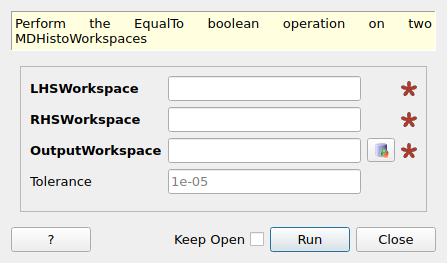 Perform the EqualTo boolean operation on two
MDHistoWorkspaces
LHSWorkspace
RHSWorkspace
OutputWorkspace
Tolerance 1e-05
? Keep Open Run Close